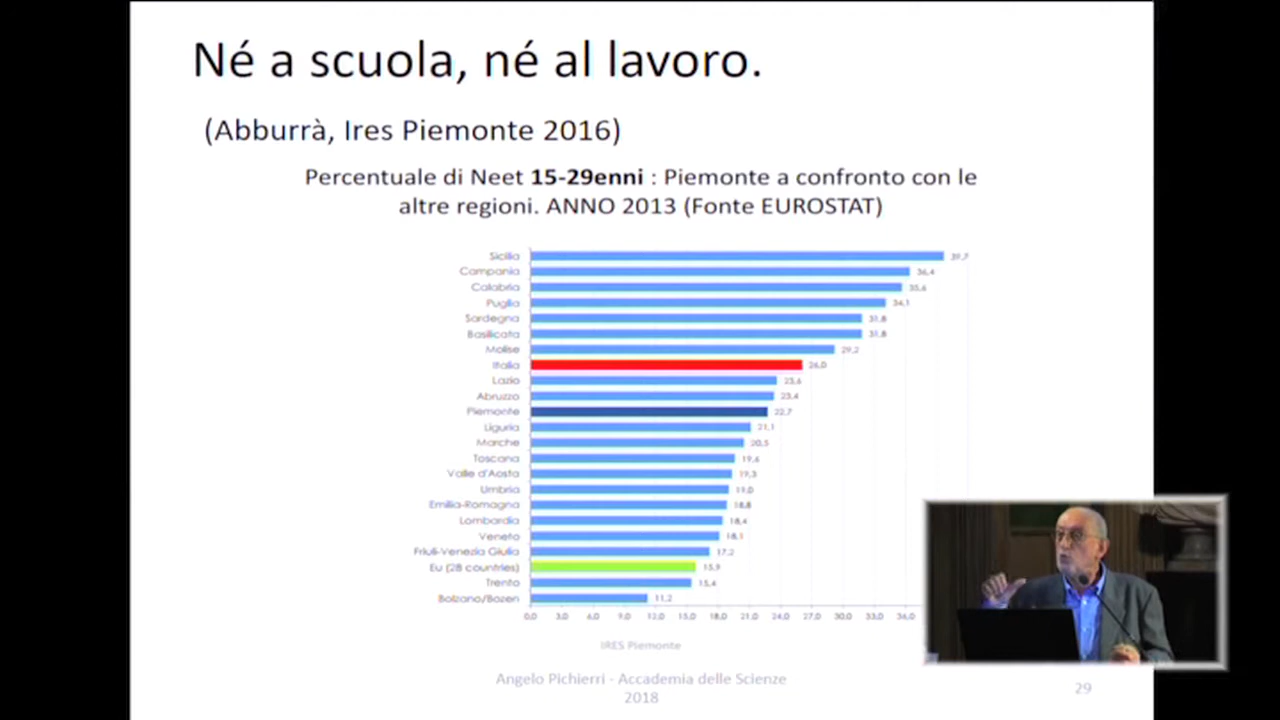 Né a scuola, né al lavoro.
(Abburrà, Ires Piemonte 2016)
Percentuale di Neet 15-29enni : Piemonte a confronto con le
altre regioni. ANNO 2013 (Fonte EUROSTAT)
Sicilia 39,7
Campania 36,4
Calabria 35,6
Puglia 34,1
Sardegna 31,8
Basilicata 31,8
Molise 29,2
Italia 26,0
Lazio 23,6
Abruzzo 23,4
Piemonte 22,7
Liguria 21,1
Marche 20,5
Toscana 19,6
Valle d'Aosta 19,3
Umbria 19,0
Emilia-Romagna 18,8
Lombardia 18,4
Veneto 18,1
Friuli-Venezia Giulia 17,2
Eu (28 countries) 15,9
Trento 15,4
Bolzano/Bozen 11,2
0,0 3,0 6,0 9,0 12,0 15,0 18,0 21,0 24,0 27,0 30,0 33,0 36,0
IRES Piemonte
Angelo Pichierri - Accademia delle Scienze
2018
29